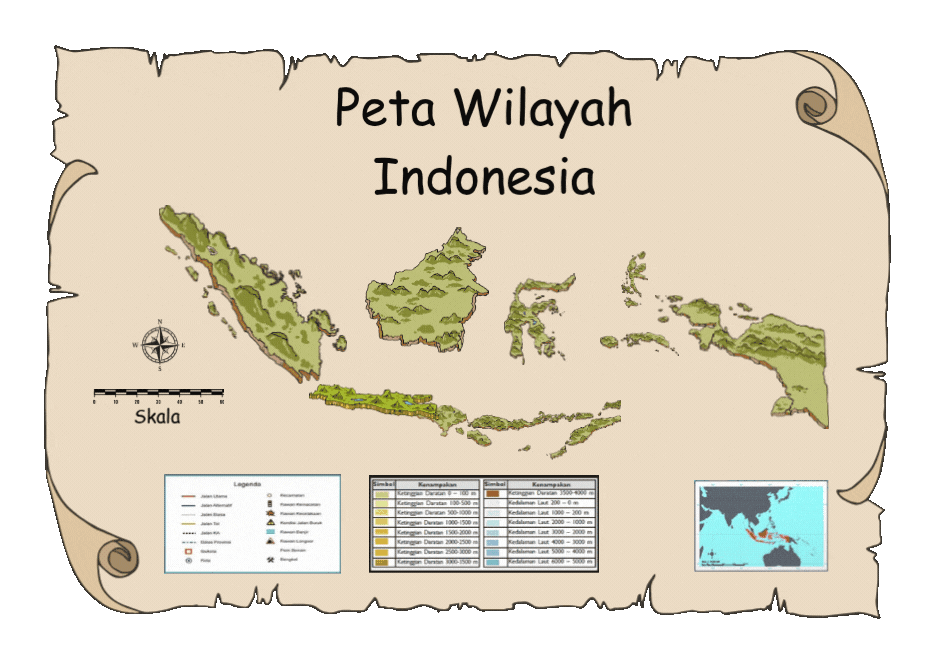 Peta Wilayah
Indonesia
N
W E
S
0 10 20 30 40 50 60
Skala
Legenda
Jalan Utama
Jalan Alternatif
Jalan Biasa
Jalan Tol
Jalan KA
Batas Provinsi
Ibukota
Kota
Kecamatan
Rawan Kemacetan
Rawan Kecelakaan
Kondisi Jalan Buruk
Rawan Banjir
Rawan Longsor
Pom Bensin
Bengkel
Simbol Kenampakan
Ketinggian Daratan 0 – 100 m
Ketinggian Daratan 100-500 m
Ketinggian Daratan 500-1000 m
Ketinggian Daratan 1000-1500 m
Ketinggian Daratan 1500-2000 m
Ketinggian Daratan 2000-2500 m
Ketinggian Daratan 2500-3000 m
Ketinggian Daratan 3000-3500 m
Simbol Kenampakan
Ketinggian Daratan 3500-4000 m
Kedalaman Laut 200 – 0 m
Kedalaman Laut 1000 – 200 m
Kedalaman Laut 2000 – 1000 m
Kedalaman Laut 4000 – 3000 m
Kedalaman Laut 5000 – 4000 m
Kedalaman Laut 6000 – 5000 m